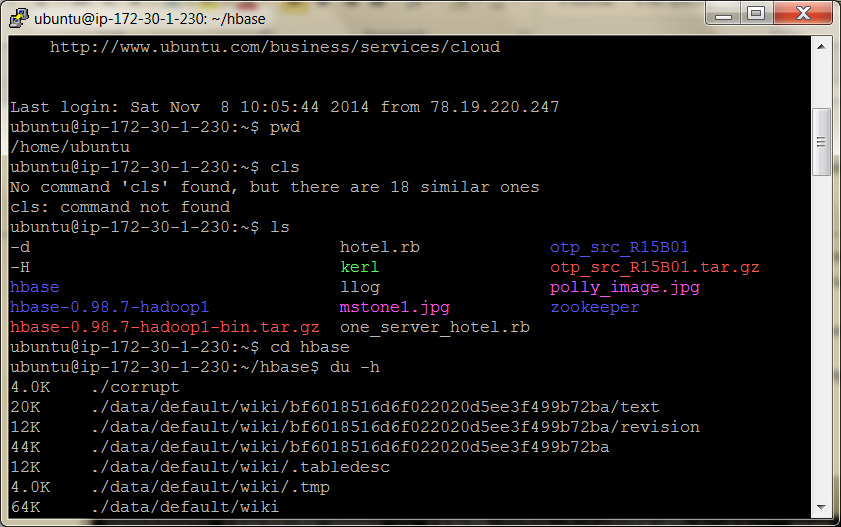 ubuntu@ip-172-30-1-230: ~/hbase
http://www.ubuntu.com/business/services/cloud
Last login: Sat Nov  8 10:05:44 2014 from 78.19.220.247
ubuntu@ip-172-30-1-230:~$ pwd
/home/ubuntu
ubuntu@ip-172-30-1-230:~$ cls
No command 'cls' found, but there are 18 similar ones
cls: command not found
ubuntu@ip-172-30-1-230:~$ ls
-d hotel.rb otp_src_R15B01
-H kerl otp_src_R15B01.tar.gz
hbase llog polly_image.jpg
hbase-0.98.7-hadoop1 mstone1.jpg zookeeper
hbase-0.98.7-hadoop1-bin.tar.gz one_server_hotel.rb
ubuntu@ip-172-30-1-230:~$ cd hbase
ubuntu@ip-172-30-1-230:~/hbase$ du -h
4.0K ./corrupt
20K ./data/default/wiki/bf6018516d6f022020d5ee3f499b72ba/text
12K ./data/default/wiki/bf6018516d6f022020d5ee3f499b72ba/revision
44K ./data/default/wiki/bf6018516d6f022020d5ee3f499b72ba
12K ./data/default/wiki/.tabledesc
4.0K ./data/default/wiki/.tmp
64K ./data/default/wiki